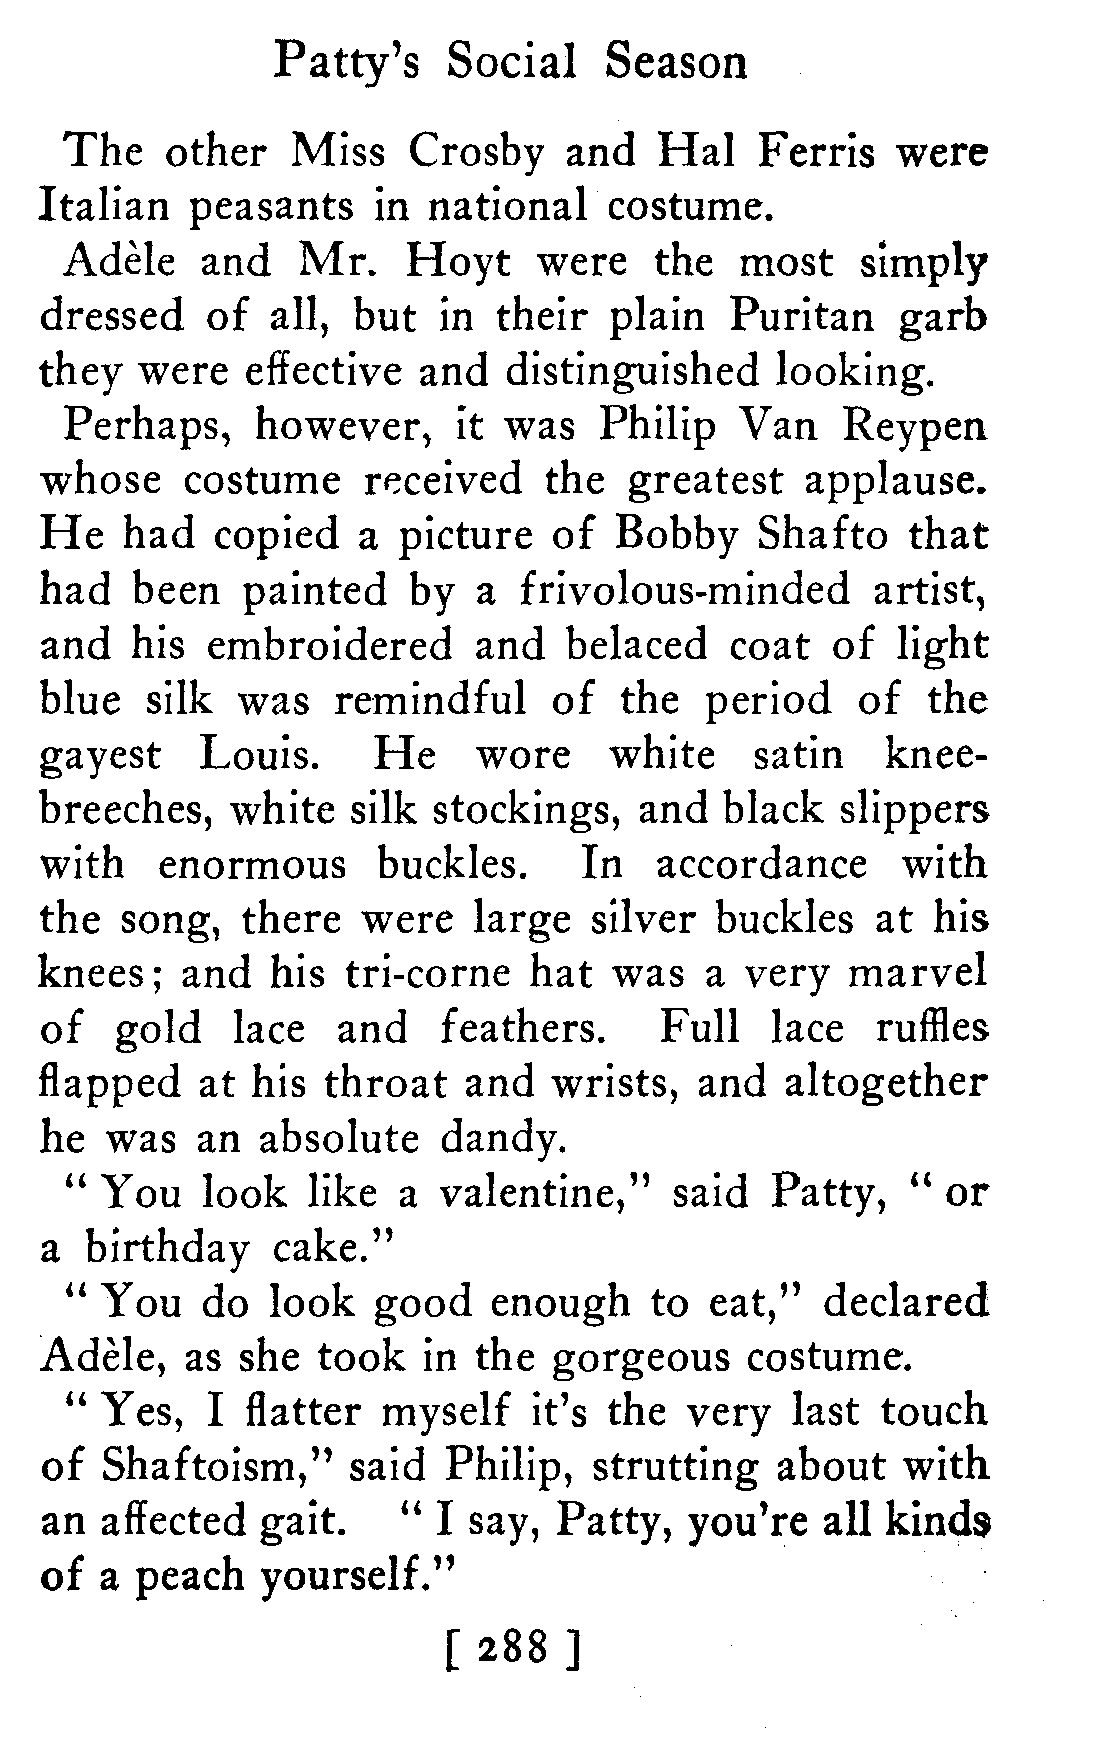 Patty's Social Season
The other Miss Crosby and Hal Ferris were
Italian peasants in national costume.
Adèle and Mr. Hoyt were the most simply
dressed of all, but in their plain Puritan garb
they were effective and distinguished looking.
Perhaps, however, it was Philip Van Reypen
whose costume received the greatest applause.
He had copied a picture of Bobby Shafto that
had been painted by a frivolous-minded artist,
and his embroidered and belaced coat of light
blue silk was remindful of the period of the
gayest Louis. He wore white satin knee-
breeches, white silk stockings, and black slippers
with enormous buckles. In accordance with
the song, there were large silver buckles at his
knees; and his tri-corne hat was a very marvel
of gold lace and feathers. Full lace ruffles
flapped at his throat and wrists, and altogether
he was an absolute dandy.
" You look like a valentine," said Patty, " or
a birthday cake."
" You do look good enough to eat," declared
Adèle, as she took in the gorgeous costume.
" Yes, I flatter myself it's the very last touch
of Shaftoism," said Philip, strutting about with
an affected gait. " I say, Patty, you're all kinds
of a peach yourself."
[ 288 ]